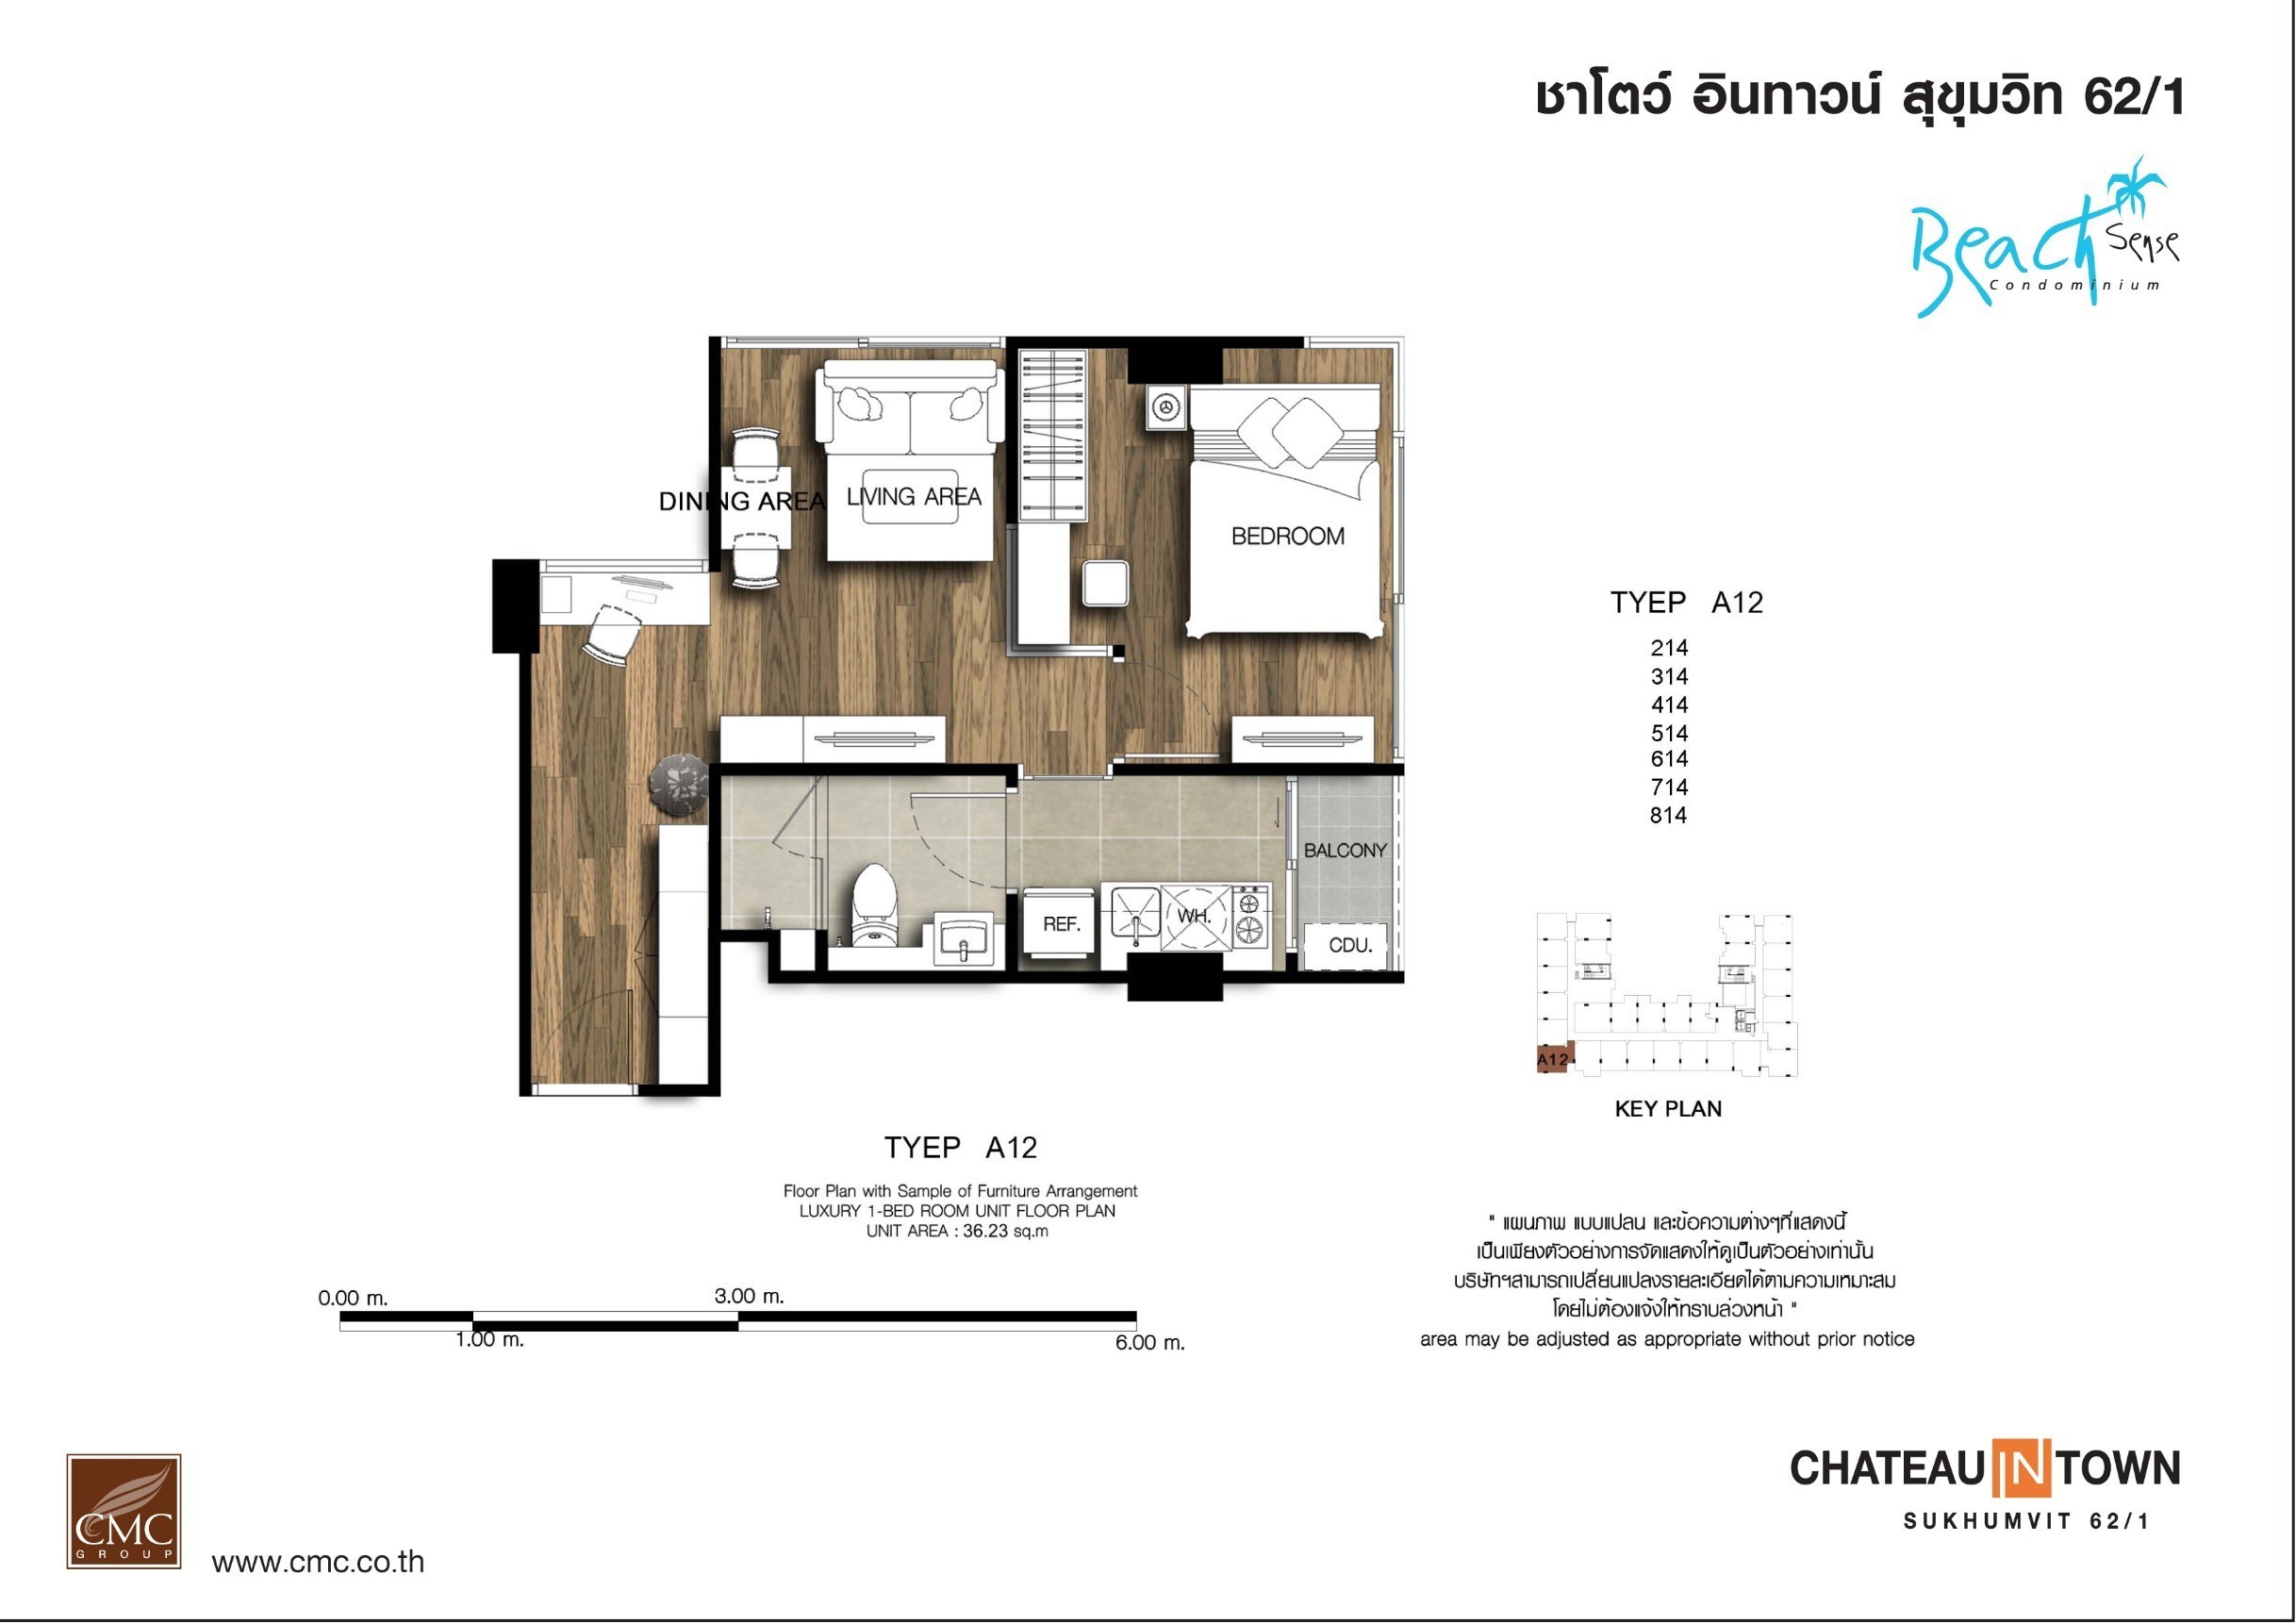 ชาโตว์ อินทาวน์ สุขุมวิท 62/1
Beach Sense
Condominium
DINING AREA
LIVING AREA
BEDROOM
BALCONY
REF.
WH.
CDU.
TYEP A12
214
314
414
514
614
714
814
A12
KEY PLAN
TYEP A12
Floor Plan with Sample of Furniture Arrangement
LUXURY 1-BED ROOM UNIT FLOOR PLAN
UNIT AREA : 36.23 sq.m
0.00 m.
3.00 m.
1.00 m.
6.00 m.
" แผนภาพ แบบแปลน และข้อความต่างๆที่แสดงนี้
เป็นเพียงตัวอย่างการจัดแสดงให้ดูเป็นตัวอย่างเท่านั้น
บริษัทฯสามารถเปลี่ยนแปลงรายละเอียดได้ตามความเหมาะสม
โดยไม่ต้องแจ้งให้ทราบล่วงหน้า "
area may be adjusted as appropriate without prior notice
CMC
GROUP
www.cmc.co.th
CHATEAU IN TOWN
SUKHUMVIT 62/1